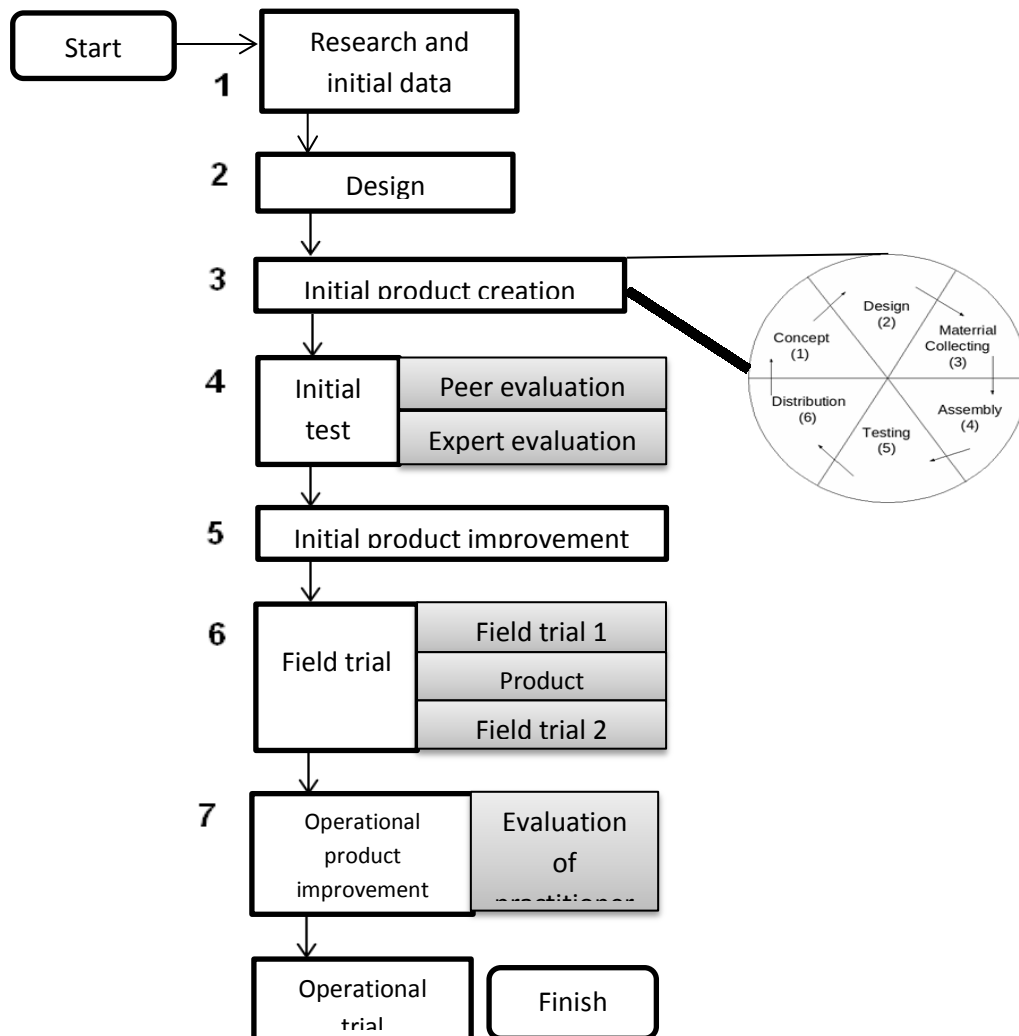 Start
Research and
initial data
1
2
Design
3
Initial product creation
Design
(2)
Concept
(1)
Materrial
Collecting
(3)
Distribution
(6)
Assembly
(4)
Testing
(5)
4
Initial
test
Peer evaluation
Expert evaluation
5
Initial product improvement
6
Field trial
Field trial 1
Product
Field trial 2
7
Operational
product
improvement
Evaluation
of
practitioner
Operational
trial
Finish